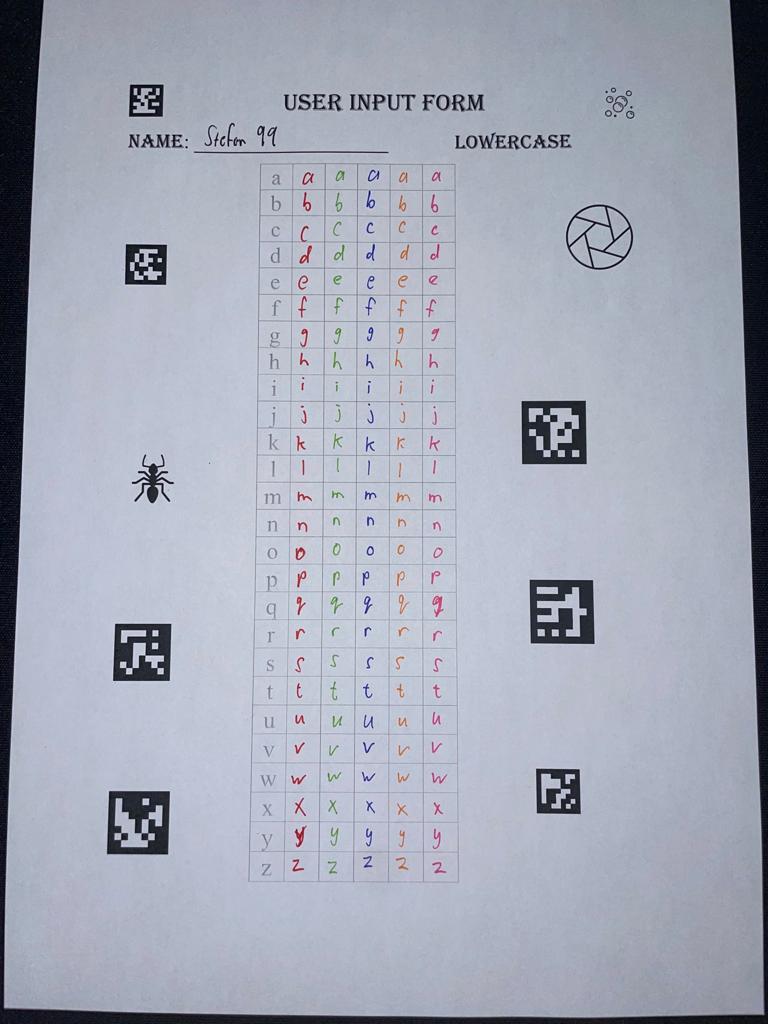 USER INPUT FORM
NAME: Stefan 99 LOWERCASE
a a a a a a
b b b b b b
c c c c c c
d d d d d d
e e e e e e
f f f f f f
g g g g g g
h h h h h h
i i i i i i
j j j j j j
k k k k k k
l l l l l l
m m m m m m
n n n n n n
o o o o o o
p p p p p p
q q q q q q
r r r r r r
s s s s s s
t t t t t t
u u u u u u
v v v v v v
w w w w w w
x x x x x x
y y y y y y
z z z z z z